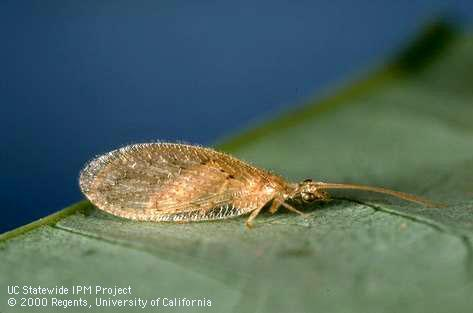 UC Statewide IPM Project
© 2000 Regents, University of California